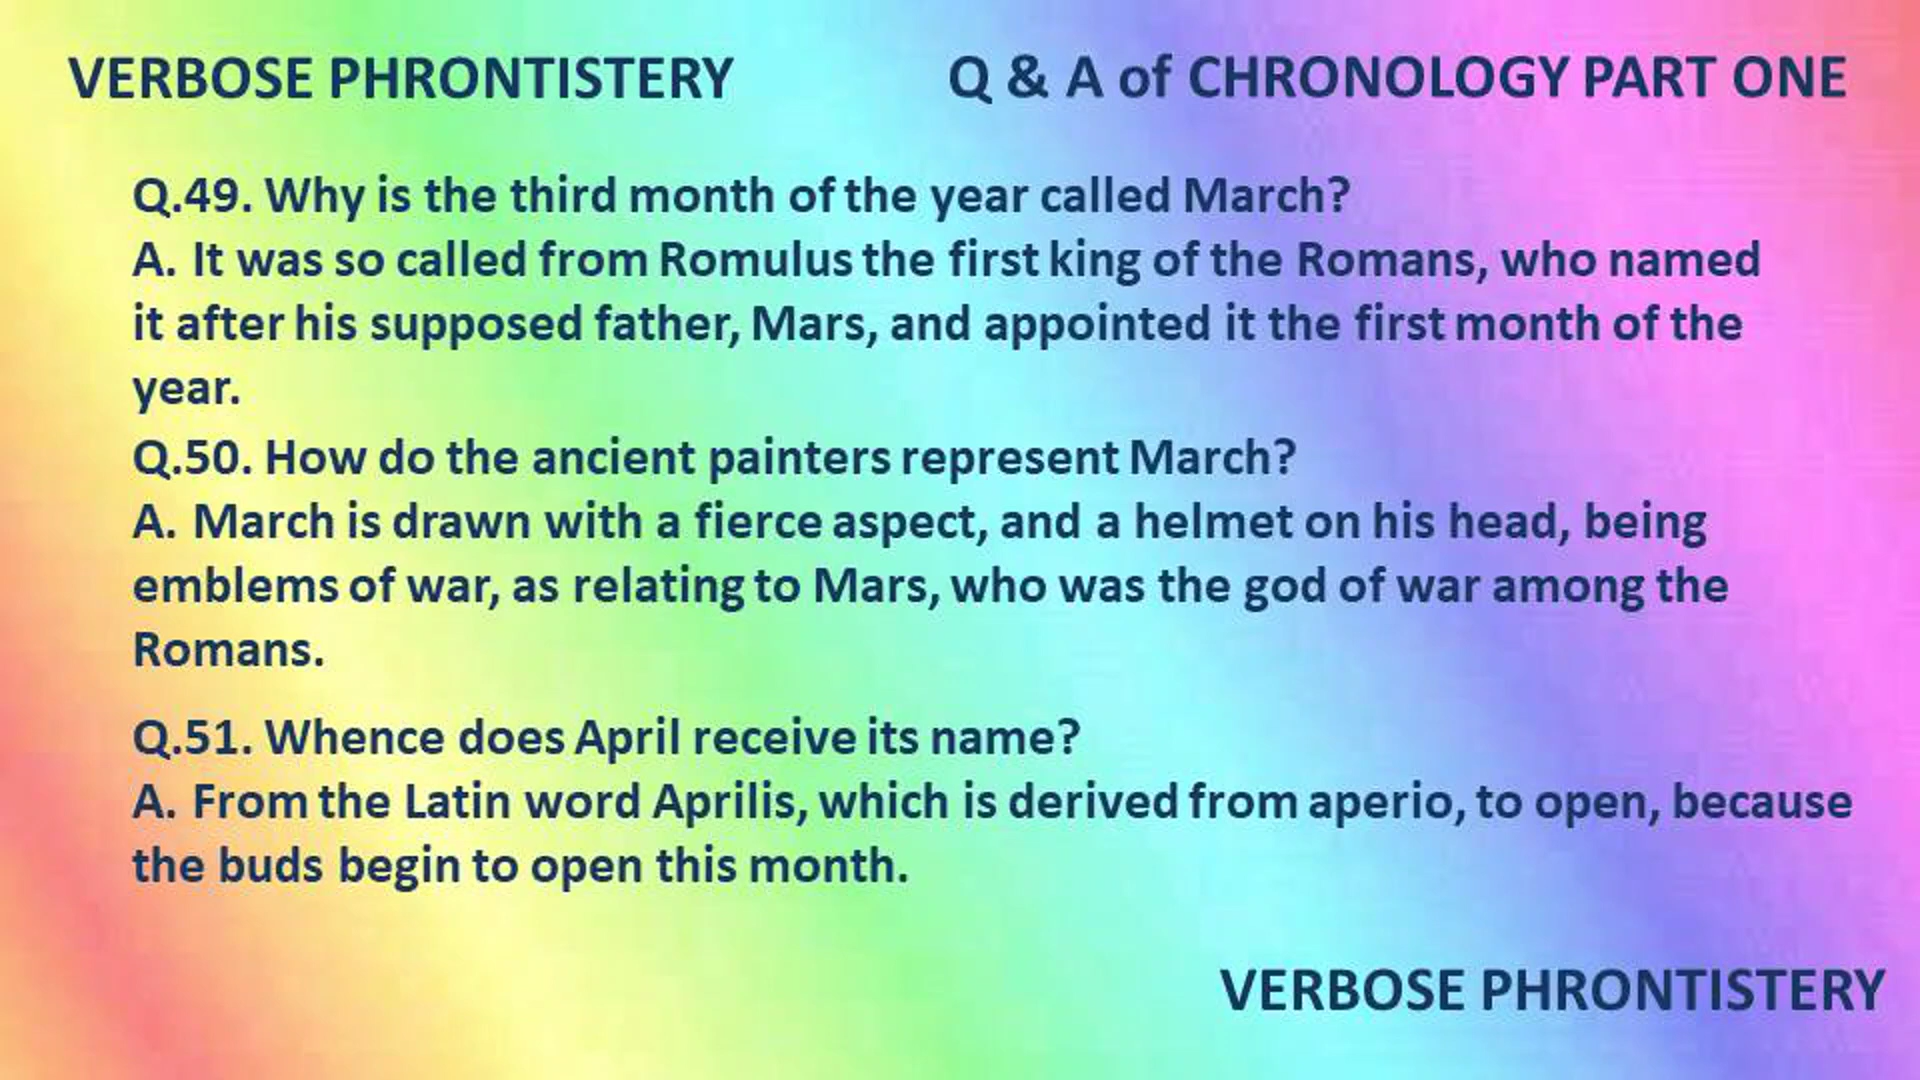 VERBOSE PHRONTISTERY Q & A of CHRONOLOGY PART ONE
Q.49. Why is the third month of the year called March?
A. It was so called from Romulus the first king of the Romans, who named
it after his supposed father, Mars, and appointed it the first month of the
year.
Q.50. How do the ancient painters represent March?
A. March is drawn with a fierce aspect, and a helmet on his head, being
emblems of war, as relating to Mars, who was the god of war among the
Romans.
Q.51. Whence does April receive its name?
A. From the Latin word Aprilis, which is derived from aperio, to open, because
the buds begin to open this month.
VERBOSE PHRONTISTERY